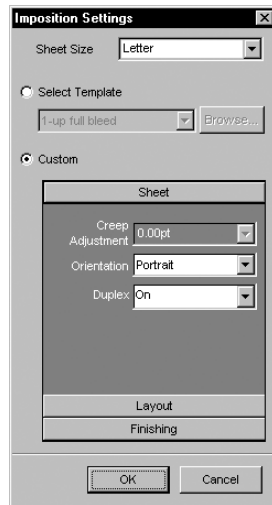 Imposition Settings
Sheet Size Letter
Select Template
1-up full bleed Browse...
Custom
Sheet
Creep
Adjustment 0.00pt
Orientation Portrait
Duplex On
Layout
Finishing
OK Cancel